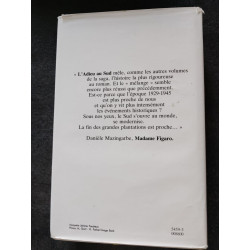 « L'Adieu au Sud mêle, comme les autres volumes
de la saga, l'histoire la plus rigoureuse
au roman. Et le « mélange » semble
encore plus réussi que précédemment.
Est-ce parce que l'époque 1929-1945
est plus proche de nous
et qu'on y vit plus intensément
les événements historiques ?
Sous nos yeux, le Sud s'ouvre au monde,
se modernise.
La fin des grandes plantations est proche... »
Danièle Mazingarbe, Madame Figaro.